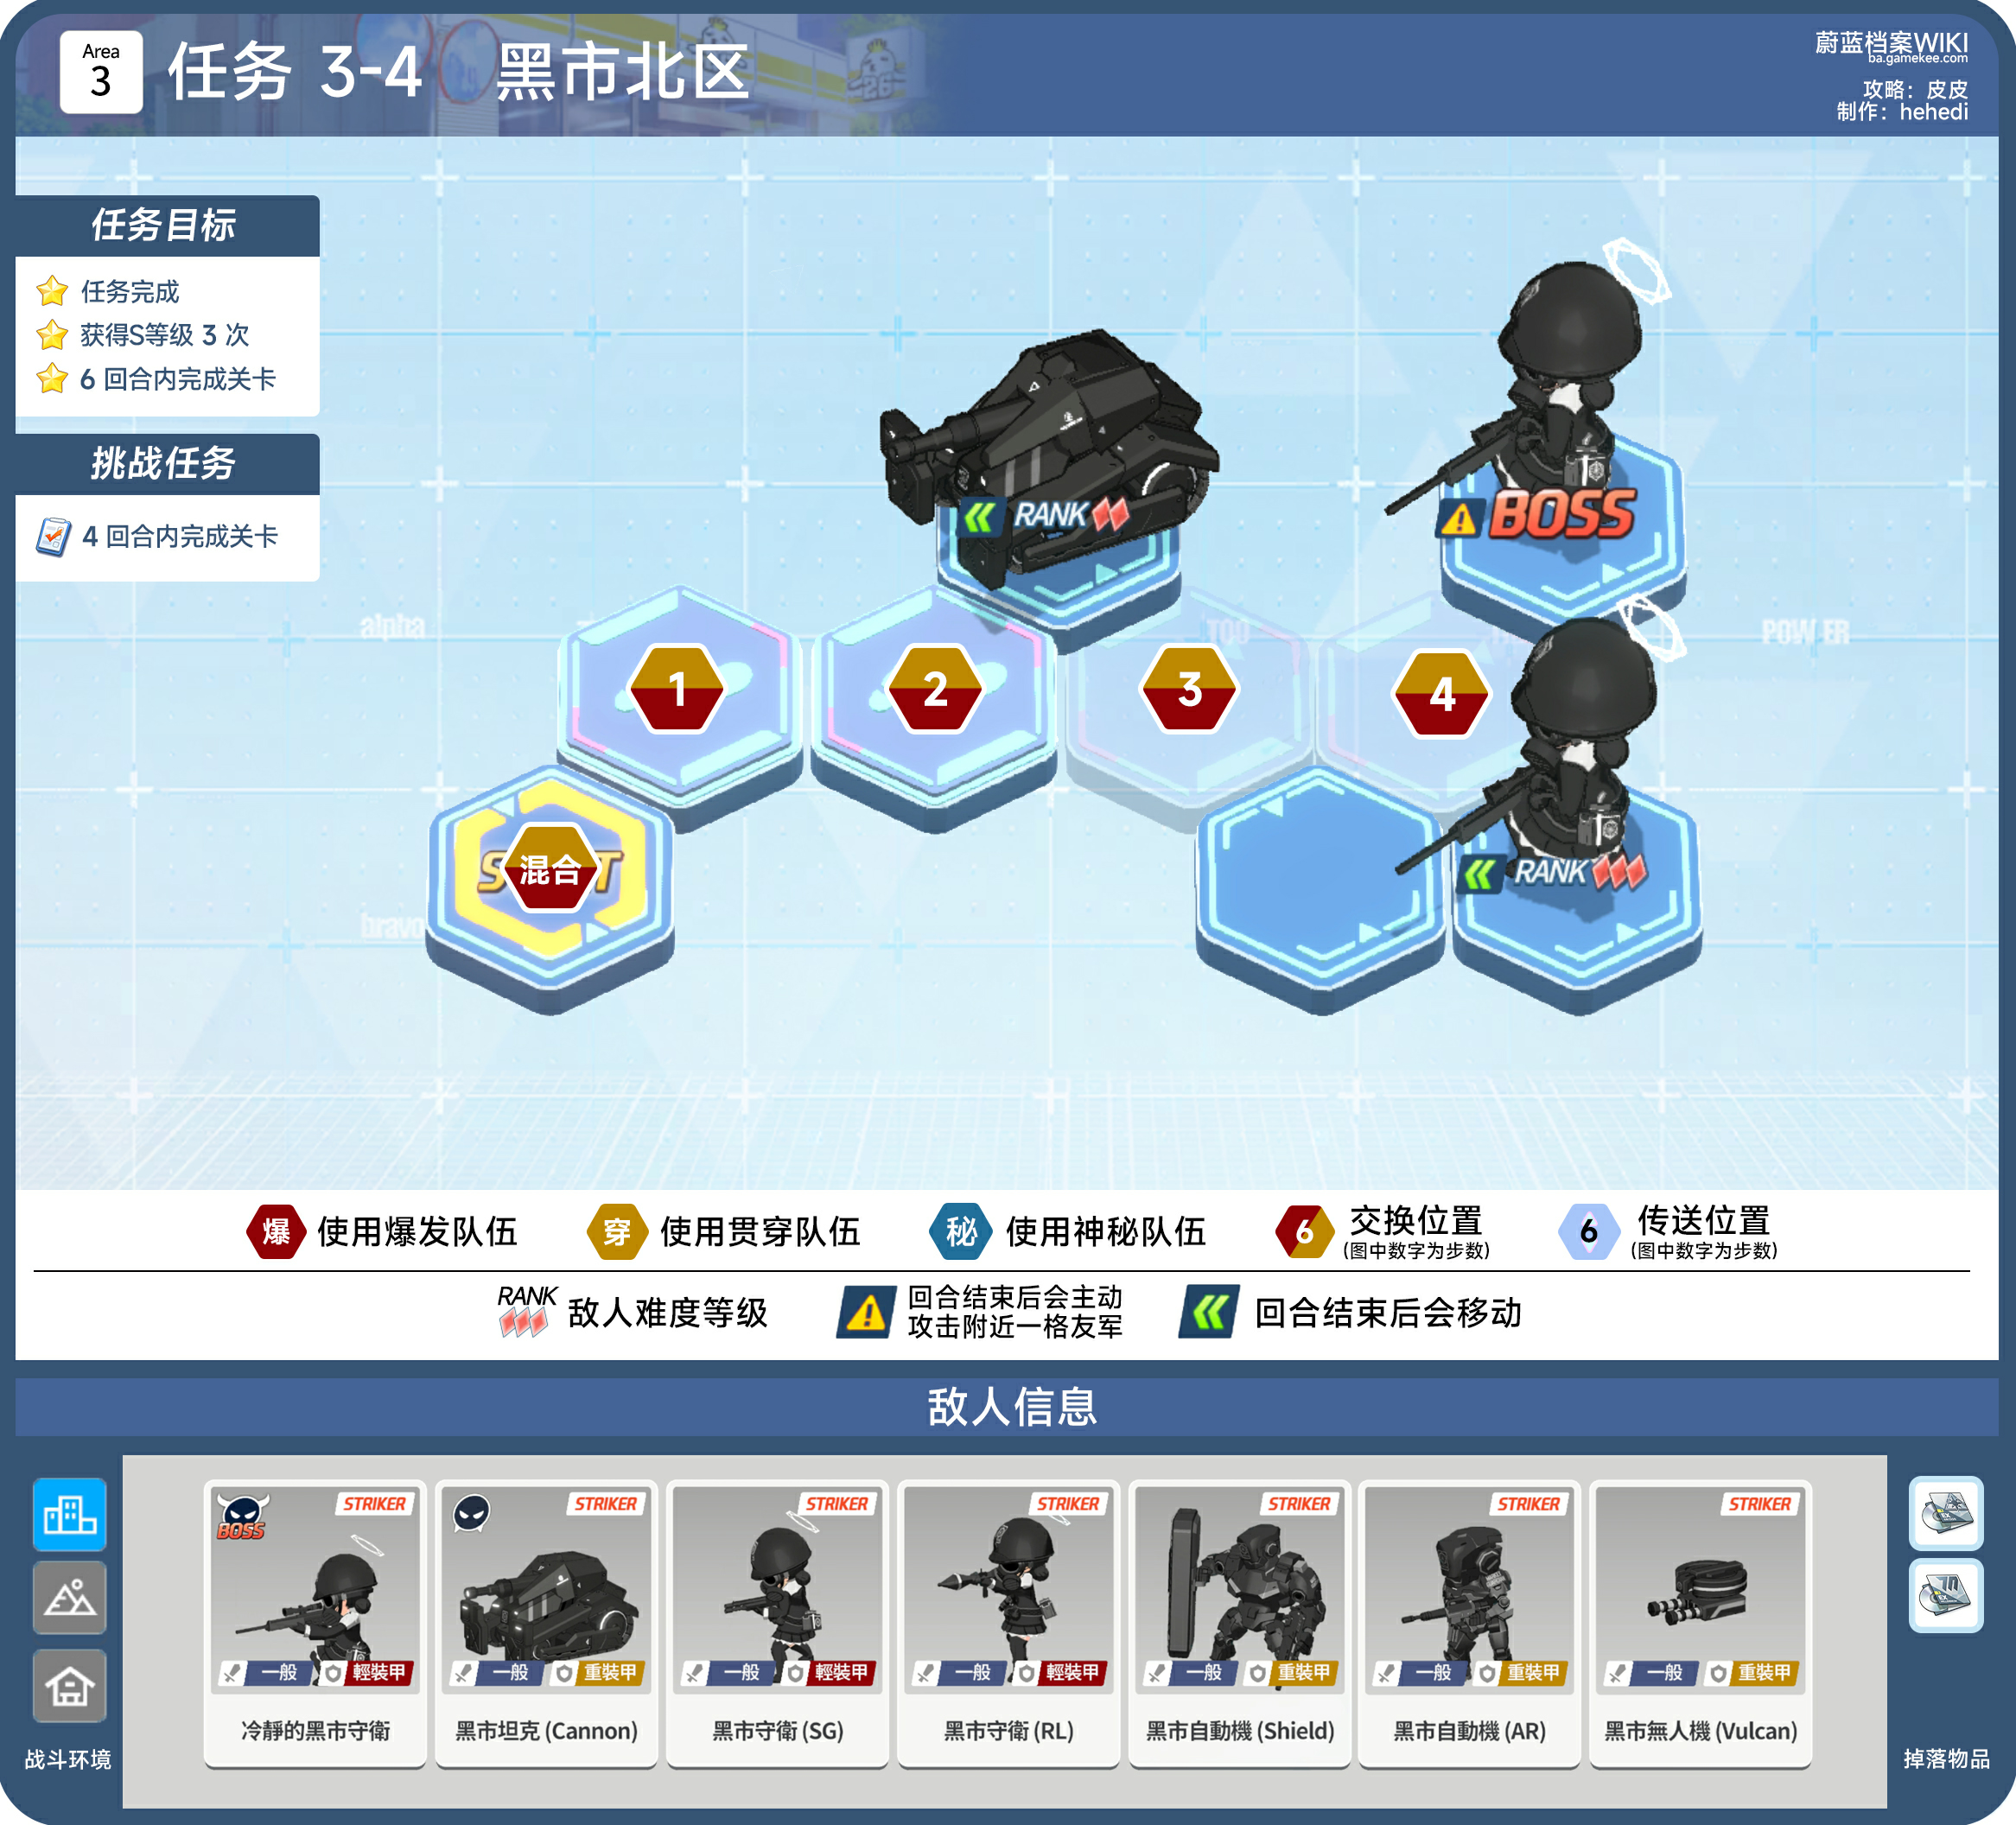 Area
3
任务 3-4 黑市北区
蔚蓝档案WIKI
ba.gamekee.com
攻略：皮皮
制作：hehedi
任务目标
任务完成
获得S等级 3 次
6 回合内完成关卡
挑战任务
4 回合内完成关卡
RANK
BOSS
alpha
POWER
1
2
3
4
混合
RANK
bravo
爆 使用爆发队伍
穿 使用贯穿队伍
秘 使用神秘队伍
6 交换位置
(图中数字为步数)
6 传送位置
(图中数字为步数)
RANK 敌人难度等级
回合结束后会主动
攻击附近一格友军
回合结束后会移动
敌人信息
BOSS STRIKER
一般 輕裝甲
冷靜的黑市守衛
STRIKER
一般 重裝甲
黑市坦克 (Cannon)
STRIKER
一般 輕裝甲
黑市守衛 (SG)
STRIKER
一般 輕裝甲
黑市守衛 (RL)
STRIKER
一般 重裝甲
黑市自動機 (Shield)
STRIKER
一般 重裝甲
黑市自動機 (AR)
STRIKER
一般 重裝甲
黑市無人機 (Vulcan)
战斗环境
掉落物品